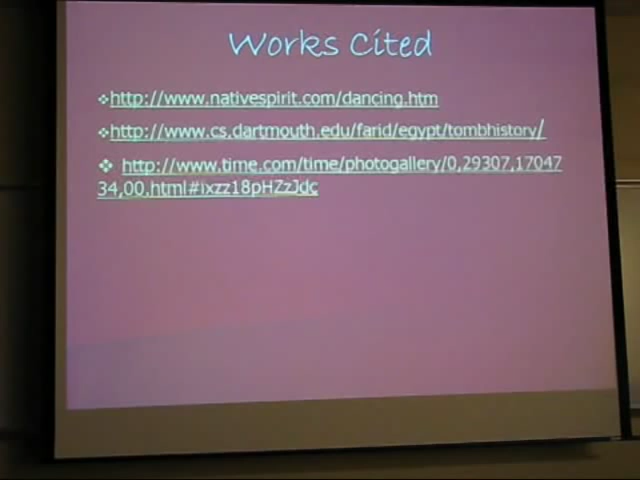 Works Cited
❖http://www.nativespirit.com/dancing.htm
❖http://www.cs.dartmouth.edu/farid/egypt/tombhistory/
❖ http://www.time.com/time/photogallery/0,29307,17047
34,00.html#ixzz18pHZzJdc